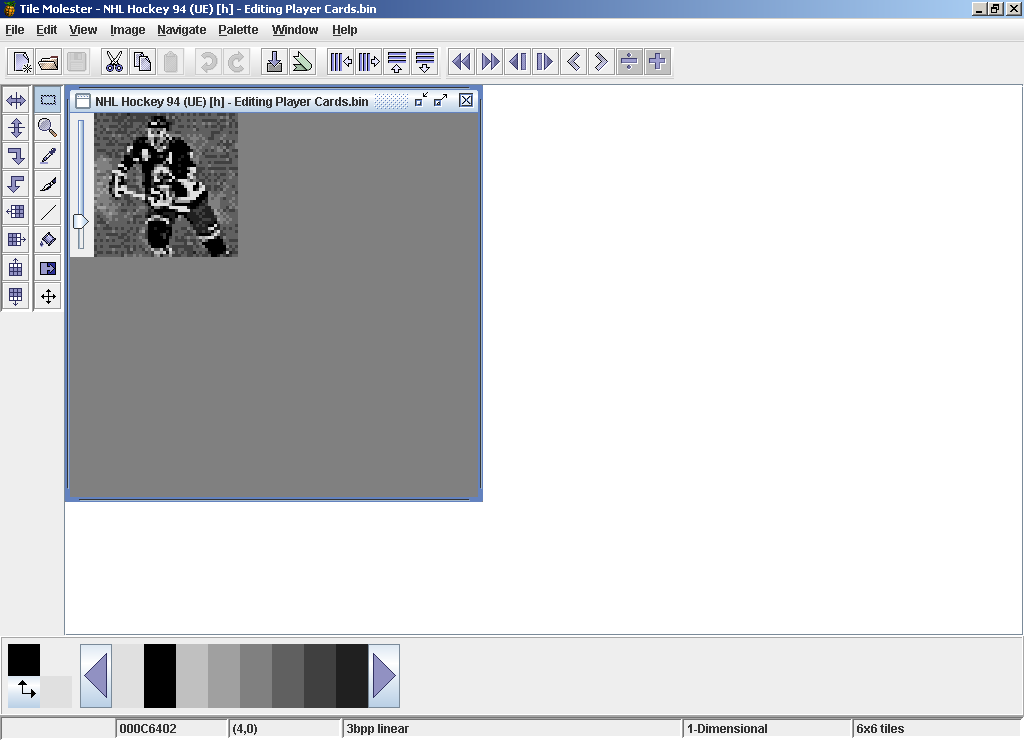 Tile Molester - NHL Hockey 94 (UE) [h] - Editing Player Cards.bin
File Edit View Image Navigate Palette Window Help
NHL Hockey 94 (UE) [h] - Editing Player Cards.bin
000C6402 (4,0) 3bpp linear 1-Dimensional 6x6 tiles